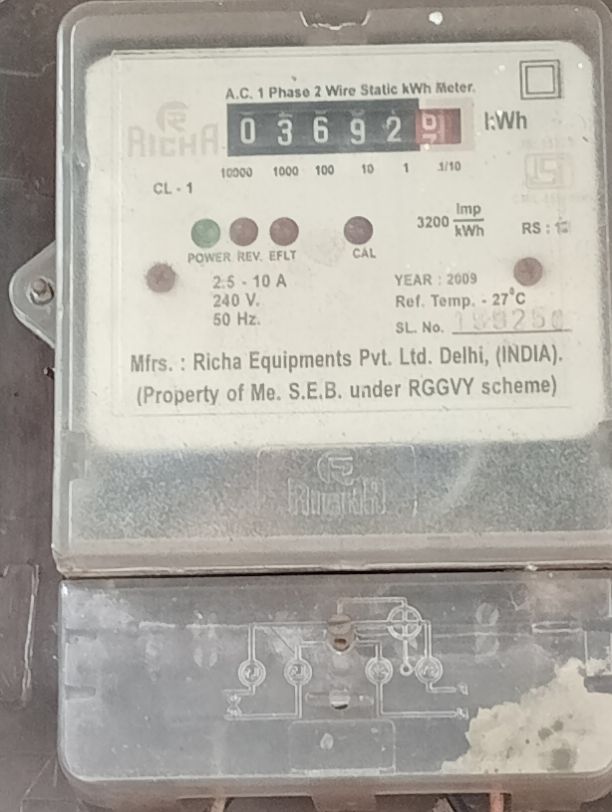 A.C. 1 Phase 2 Wire Static kWh Meter.
RICHA
0 3 6 9 2 kWh
10000 1000 100 10 1 1/10
CL - 1
3200 Imp/kWh
RS :
POWER REV. EFLT CAL
2.5 - 10 A
YEAR : 2009
240 V.
Ref. Temp. - 27°C
50 Hz.
SL. No.
Mfrs. : Richa Equipments Pvt. Ltd. Delhi, (INDIA).
(Property of Me. S.E.B. under RGGVY scheme)